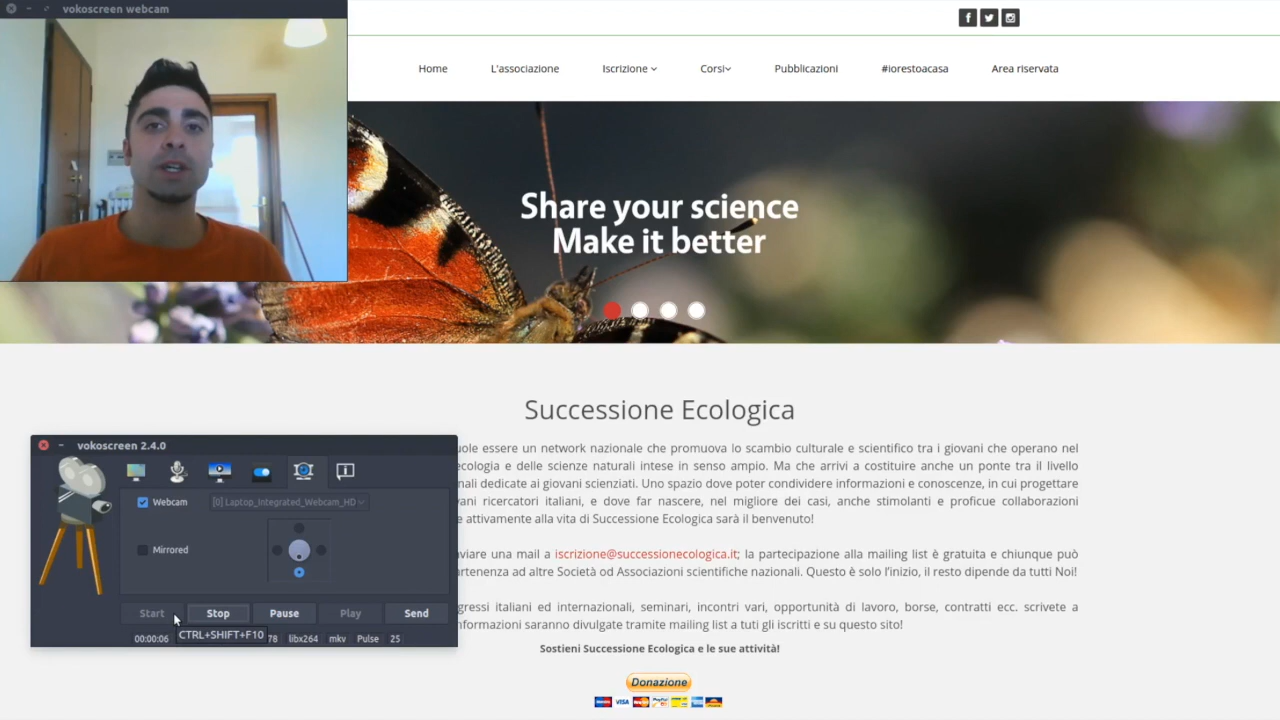 vokoscreen webcam
Home L'associazione Iscrizione Corsi Pubblicazioni #iorestoacasa Area riservata
Share your science
Make it better
Successione Ecologica
essere un network nazionale che promuova lo scambio culturale e scientifico tra i giovani che operano nel
ecologia e delle scienze naturali intese in senso ampio. Ma che arrivi a costituire anche un ponte tra il livello
dedicate ai giovani scienziati. Uno spazio dove poter condividere informazioni e conoscenze, in cui progettare
ricercatori italiani, e dove far nascere, nel migliore dei casi, anche stimolanti e proficue collaborazioni
attivamente alla vita di Successione Ecologica sarà il benvenuto!
una mail a iscrizione@successionecologica.it; la partecipazione alla mailing list è gratuita e chiunque può
ad altre Società od Associazioni scientifiche nazionali. Questo è solo l'inizio, il resto dipende da tutti Noi!
italiani ed internazionali, seminari, incontri vari, opportunità di lavoro, borse, contratti ecc. scrivete a
saranno divulgate tramite mailing list a tuti gli iscritti e su questo sito!
Sostieni Successione Ecologica e le sue attività!
Donazione
VISA
vokoscreen 2.4.0
Webcam [0] Laptop_Integrated_Webcam_HD
Mirrored
Start Stop Pause Play Send
00:00:06 CTRL+SHIFT+F10 78 libx264 mkv Pulse 25